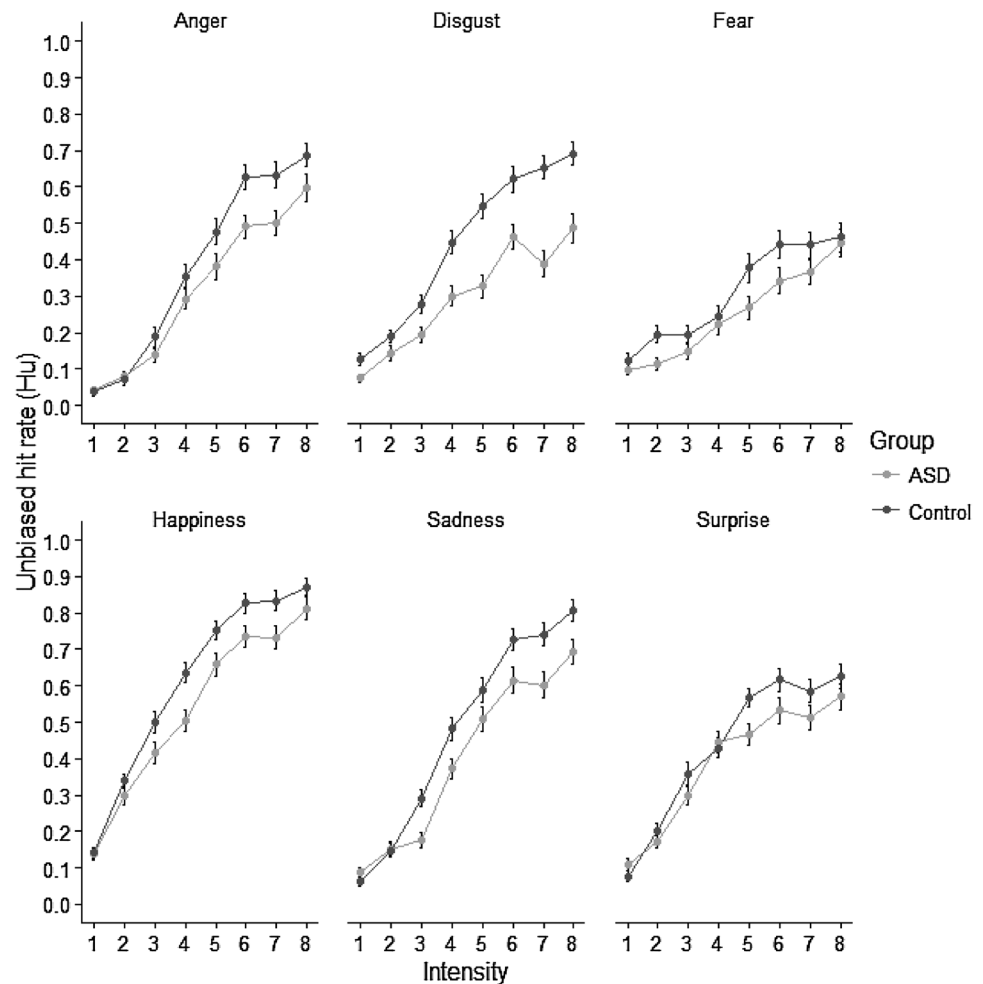 Anger Disgust Fear
1.0
0.9
0.8
0.7
0.6
0.5
0.4
0.3
0.2
0.1
0.0
1 2 3 4 5 6 7 8 1 2 3 4 5 6 7 8 1 2 3 4 5 6 7 8
Unbiased hit rate (Hu)
Group
ASD
Control
Happiness Sadness Surprise
1.0
0.9
0.8
0.7
0.6
0.5
0.4
0.3
0.2
0.1
0.0
1 2 3 4 5 6 7 8 1 2 3 4 5 6 7 8 1 2 3 4 5 6 7 8
Intensity